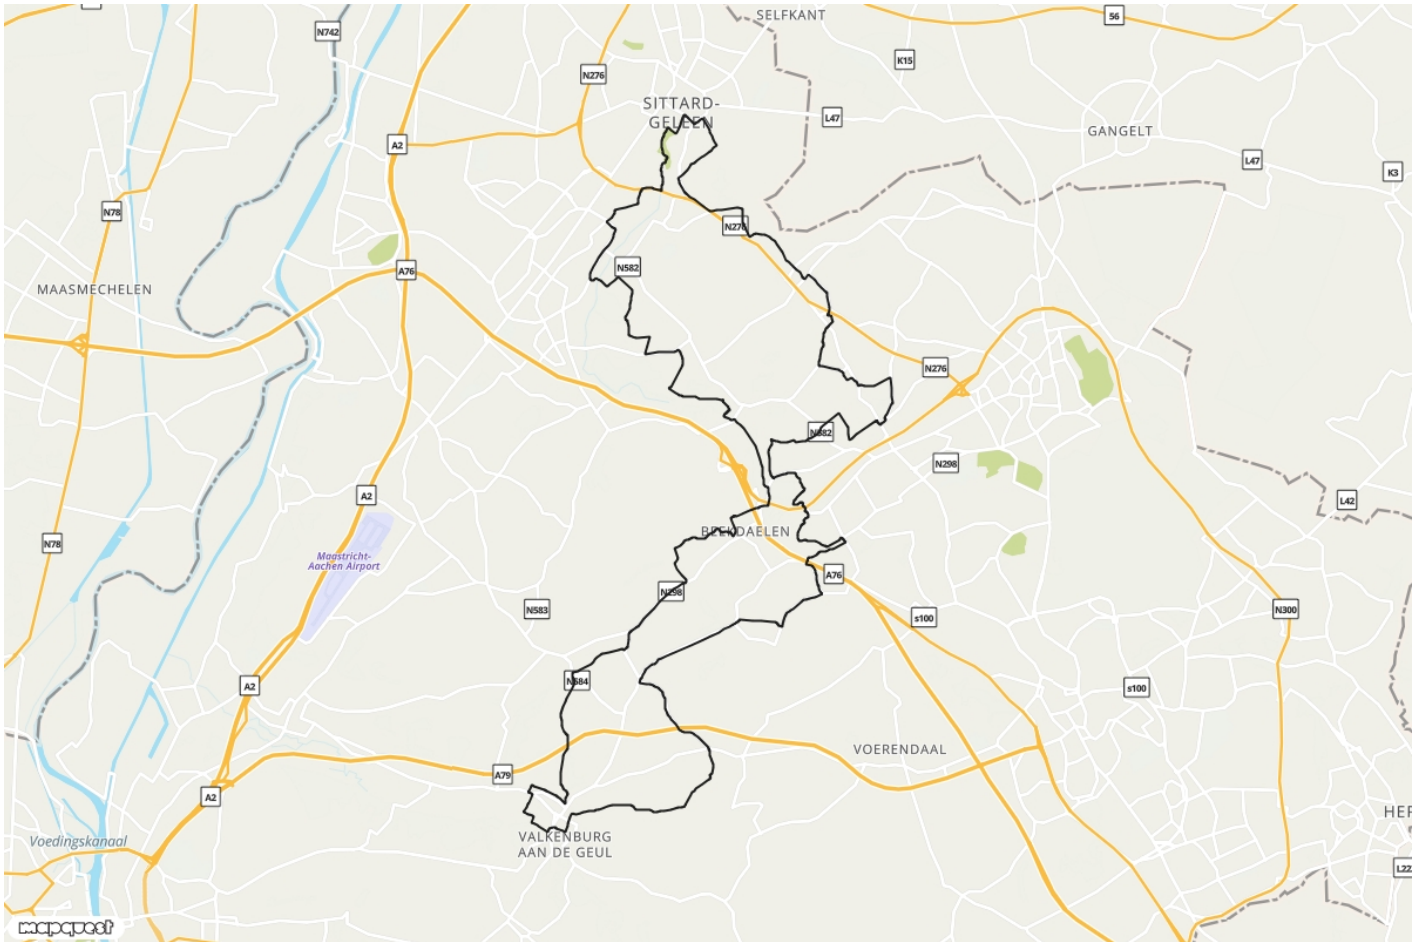 SELFKANT
56
N742
K15
N276
SITTARD-
GELEEN
L47
GANGELT
A2
L47
K3
N78
N276
N582
A76
MAASMECHELEN
N276
N582
N298
A2
L42
BEEKDAELEN
N78
Maastricht-
Aachen Airport
A76
N298
N583
s100
N300
N584
A2
s100
VOERENDAAL
A79
A2
HER
Voedingskanaal
VALKENBURG
AAN DE GEUL
mapquest